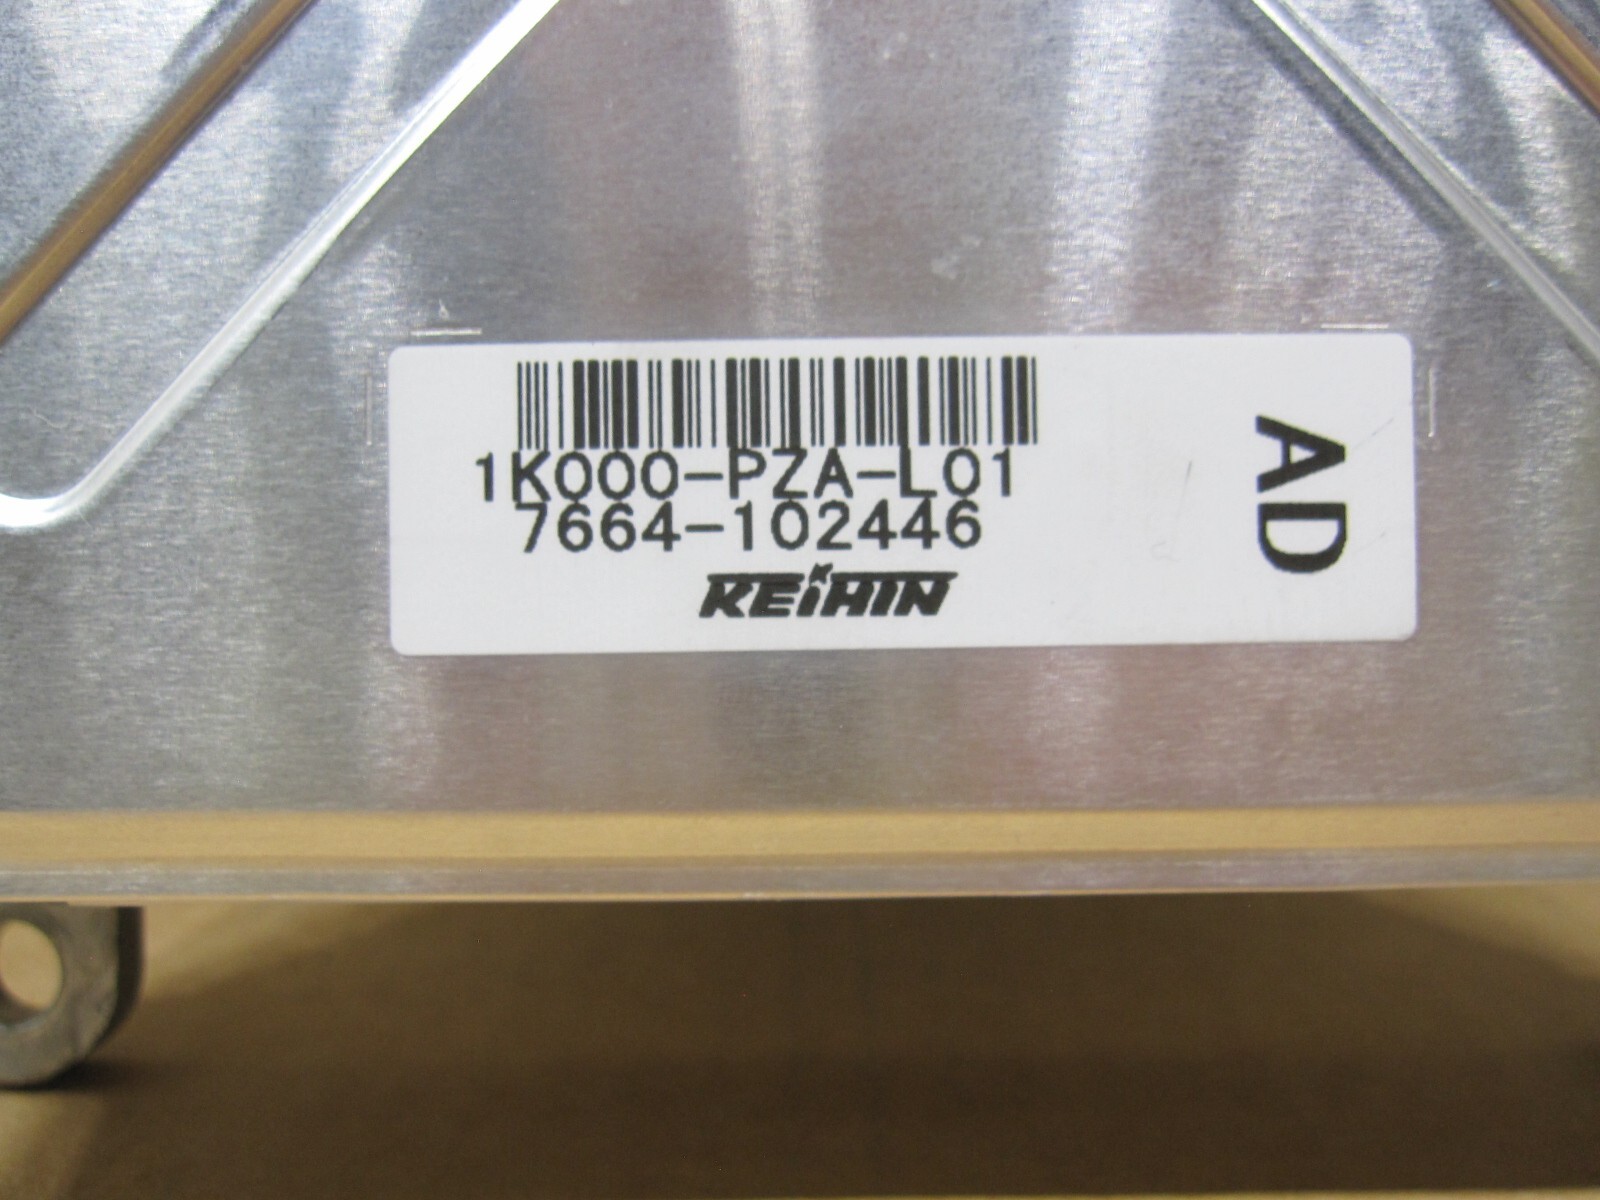 1K000-PZA-L01
7664-102446
KEiHIN
AD